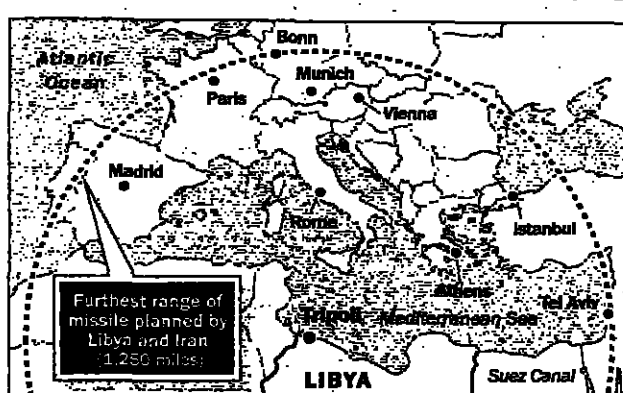 Atlantic
Ocean
Bonn
Munich
Paris
Vienna
Madrid
Rome
Istanbul
Athens
Tel Aviv
Furthest range of
missile planned by
Libya and Iran
(1,250 miles)
Tripoli
Mediterranean Sea
LIBYA
Suez Canal